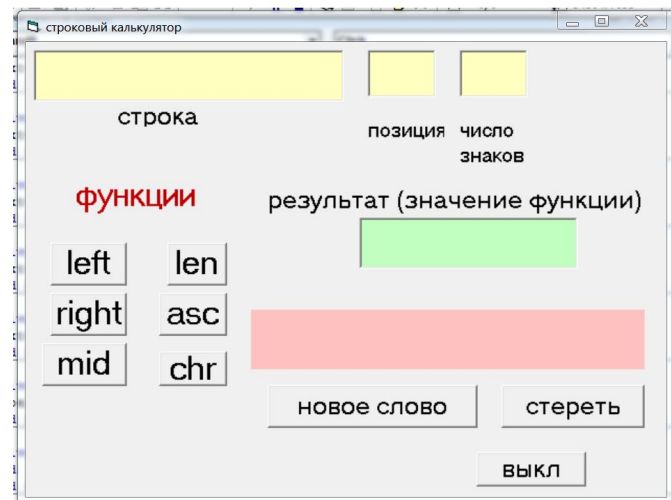 строковый калькулятор
строка
позиция
число
знаков
функции
результат (значение функции)
left
len
right
asc
mid
chr
новое слово
стереть
выкл